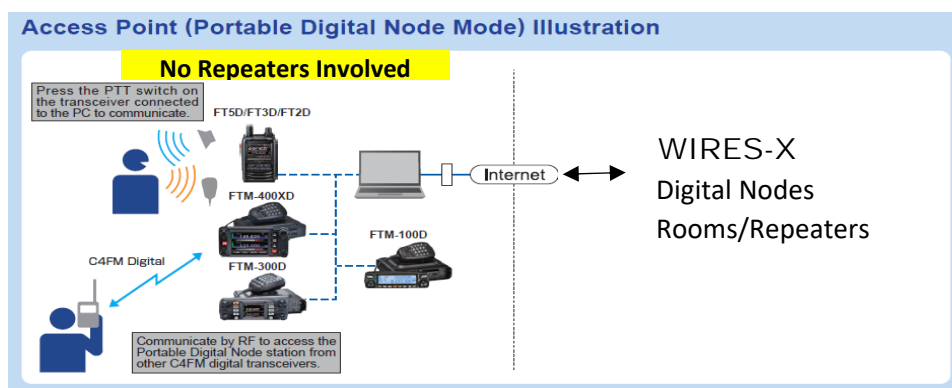 Access Point (Portable Digital Node Mode) Illustration
No Repeaters Involved
Press the PTT switch on
the transceiver connected
to the PC to communicate.
FT5D/FT3D/FT2D
Internet
WIRES-X
Digital Nodes
Rooms/Repeaters
FTM-400XD
FTM-100D
C4FM Digital
FTM-300D
Communicate by RF to access the
Portable Digital Node station from
other C4FM digital transceivers.